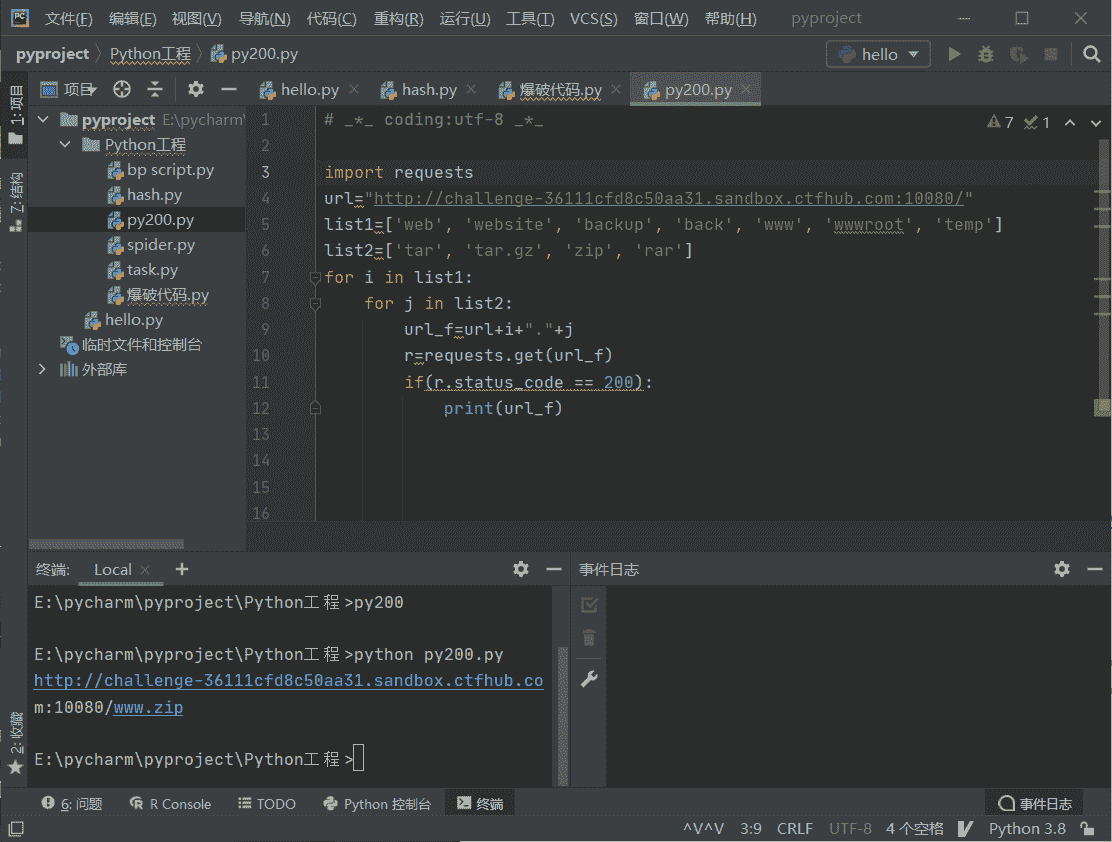 文件(F) 编辑(E) 视图(V) 导航(N) 代码(C) 重构(R) 运行(U) 工具(T) VCS(S) 窗口(W) 帮助(H) pyproject
pyproject Python工程 py200.py hello
1:项目
项目 hello.py hash.py 爆破代码.py py200.py
pyproject E:\pycharm\
Python工程
bp script.py
hash.py
py200.py
spider.py
task.py
爆破代码.py
hello.py
临时文件和控制台
外部库
Z:结构
7 1
1 # _*_ coding:utf-8 _*_
2
3 import requests
4 url="http://challenge-36111cfd8c50aa31.sandbox.ctfhub.com:10080/"
5 list1=['web', 'website', 'backup', 'back', 'www', 'wwwroot', 'temp']
6 list2=['tar', 'tar.gz', 'zip', 'rar']
7 for i in list1:
8 for j in list2:
9 url_f=url+i+"."+j
10 r=requests.get(url_f)
11 if(r.status_code == 200):
12 print(url_f)
13
14
15
16
终端: Local 事件日志
E:\pycharm\pyproject\Python工程>py200
E:\pycharm\pyproject\Python工程>python py200.py
http://challenge-36111cfd8c50aa31.sandbox.ctfhub.co
m:10080/www.zip
E:\pycharm\pyproject\Python工程>
2:收藏
6: 问题 R Console TODO Python 控制台 终端 事件日志
^V^V 3:9 CRLF UTF-8 4 个空格 Python 3.8